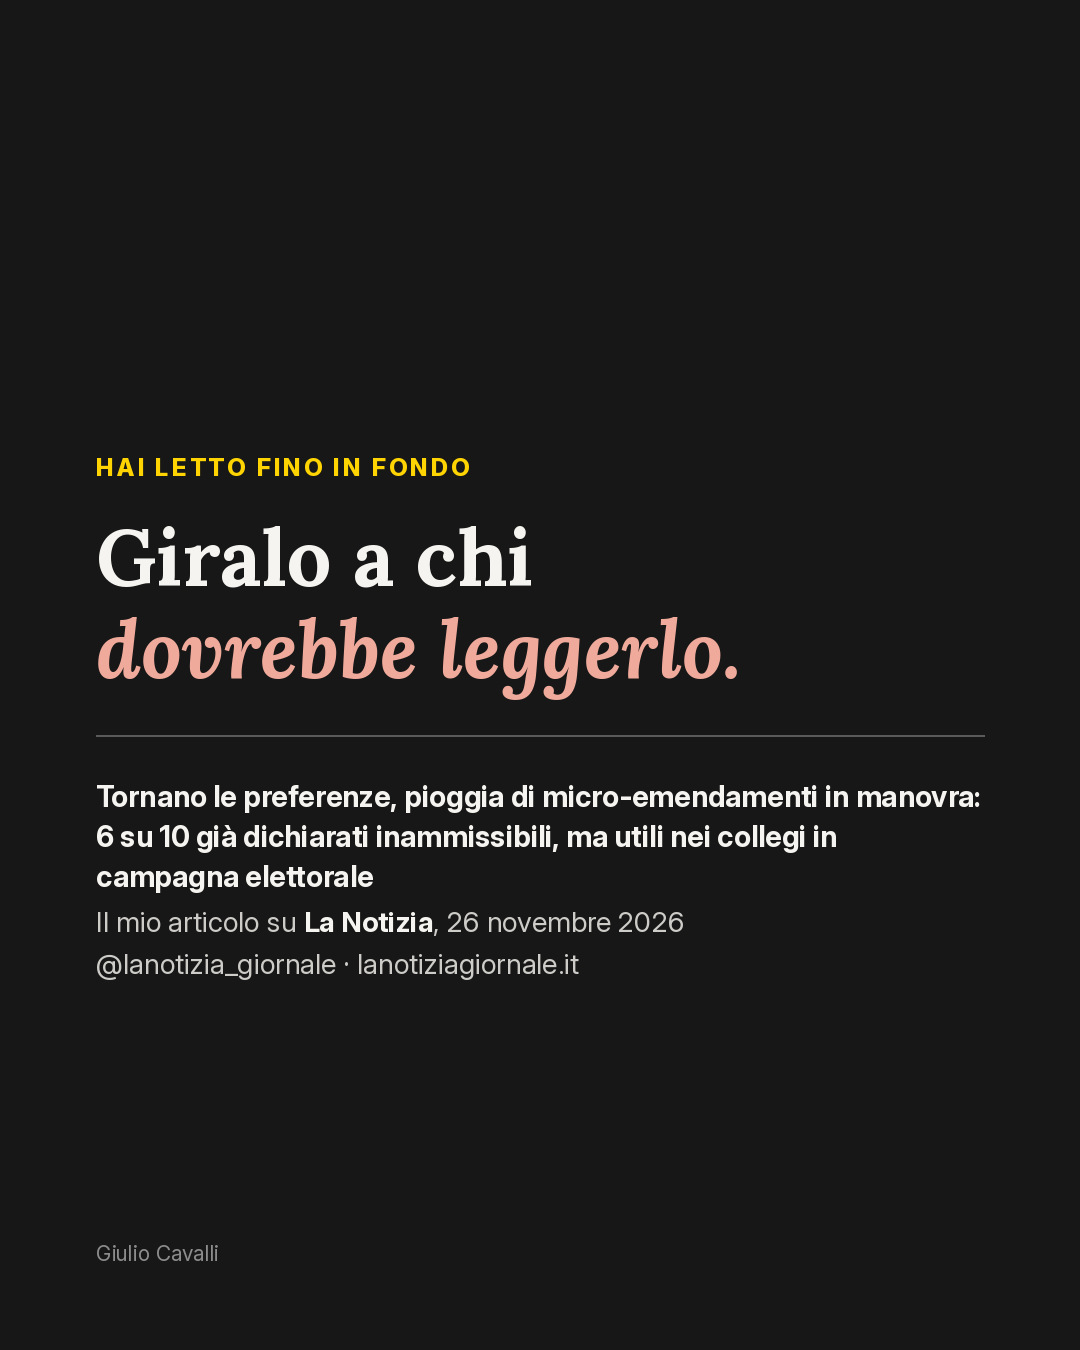 HAI LETTO FINO IN FONDO
Giralo a chi
dovrebbe leggerlo.
Tornano le preferenze, pioggia di micro-emendamenti in manovra:
6 su 10 già dichiarati inammissibili, ma utili nei collegi in
campagna elettorale
Il mio articolo su La Notizia, 26 novembre 2026
@lanotizia_giornale · lanotiziagiornale.it
Giulio Cavalli